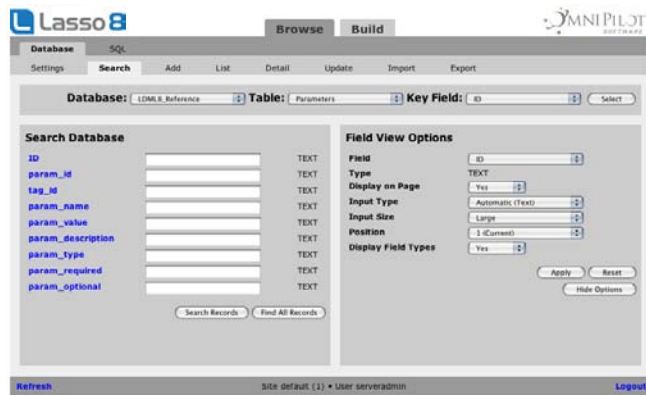 Lasso 8
Browse Build
OMNIPILOT
SOFTWARE
Database SQL
Settings Search Add List Detail Update Import Export
Database: LDML8_Reference Table: Parameters Key Field: ID Select
Search Database
ID TEXT
param_id TEXT
tag_id TEXT
param_name TEXT
param_value TEXT
param_description TEXT
param_type TEXT
param_required TEXT
param_optional TEXT
Search Records Find All Records
Field View Options
Field ID
Type TEXT
Display on Page Yes
Input Type Automatic (Text)
Input Size Large
Position 1 (Current)
Display Field Types Yes
Apply Reset
Hide Options
Refresh Site default (1) • User serveradmin Logout